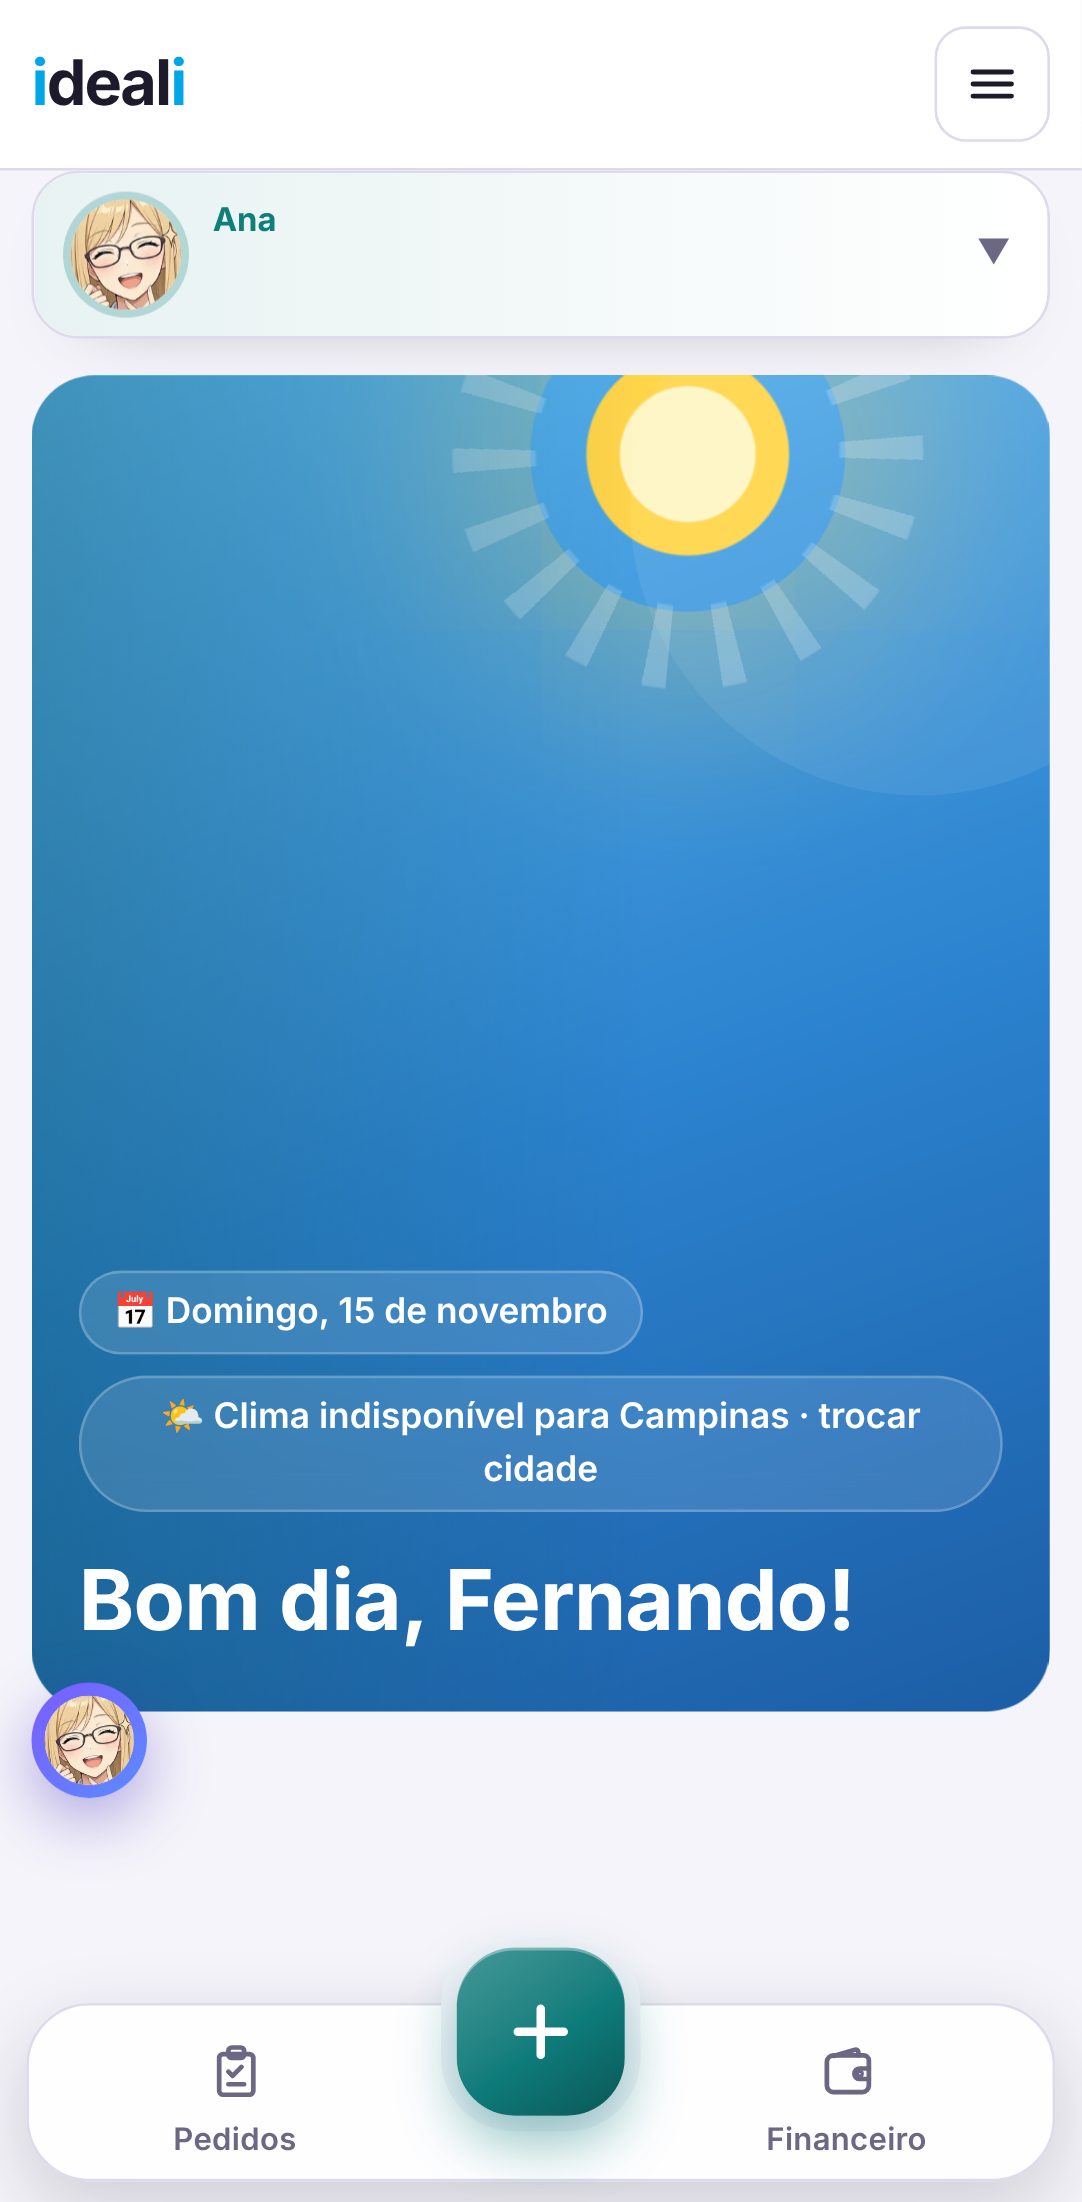 ideali
Ana
July
17
Domingo, 15 de novembro
Clima indisponível para Campinas · trocar
cidade
Bom dia, Fernando!
Pedidos
Financeiro